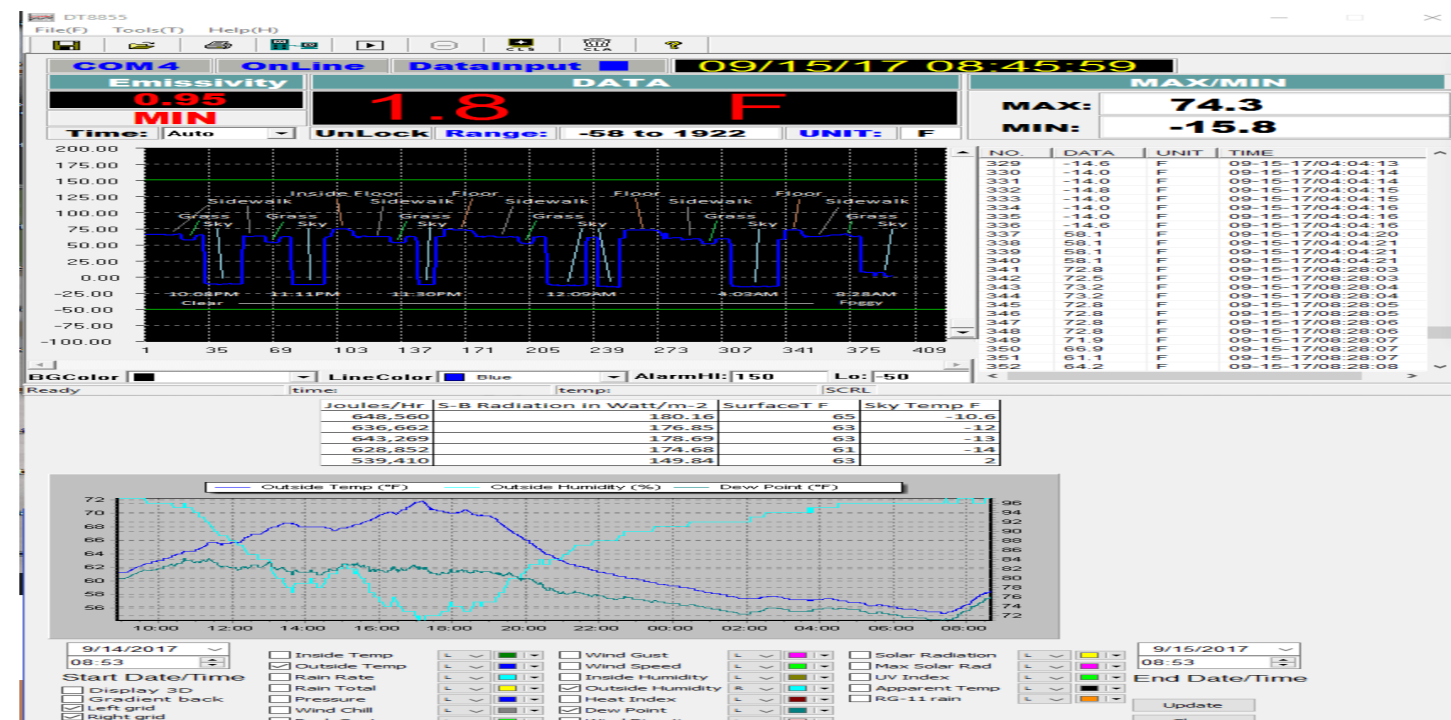 DT8855
File(F) Tools(T) Help(H)
CLS CLA
COM4 OnLine DataInput 09/15/17 08:45:59
Emissivity DATA MAX/MIN
0.95 1.8 F MAX: 74.3
MIN MIN: -15.8
Time: Auto UnLock Range: -58 to 1922 UNIT: F
200.00
175.00
150.00
125.00
100.00
75.00
50.00
25.00
0.00
-25.00
-50.00
-75.00
-100.00
Inside Floor Floor Floor Floor
Sidewalk Sidewalk Sidewalk Sidewalk
Grass Grass Grass Grass Grass
Sky Sky Sky Sky
10:08PM 11:11PM 11:30PM 12:09AM 4:03AM 8:28AM
Clear Foggy
1 35 69 103 137 171 205 239 273 307 341 375 409
NO. DATA UNIT TIME
329 -14.6 F 09-15-17/04:04:13
330 -14.0 F 09-15-17/04:04:14
331 -14.0 F 09-15-17/04:04:14
332 -14.8 F 09-15-17/04:04:15
333 -14.0 F 09-15-17/04:04:15
334 -14.0 F 09-15-17/04:04:16
335 -14.0 F 09-15-17/04:04:16
336 -14.6 F 09-15-17/04:04:16
337 58.1 F 09-15-17/04:04:20
338 58.1 F 09-15-17/04:04:21
339 58.1 F 09-15-17/04:04:21
340 58.1 F 09-15-17/04:04:21
341 72.8 F 09-15-17/08:28:03
342 72.5 F 09-15-17/08:28:03
343 73.2 F 09-15-17/08:28:04
344 73.2 F 09-15-17/08:28:04
345 72.8 F 09-15-17/08:28:05
346 72.8 F 09-15-17/08:28:05
347 72.8 F 09-15-17/08:28:06
348 72.8 F 09-15-17/08:28:06
349 71.9 F 09-15-17/08:28:07
350 66.9 F 09-15-17/08:28:07
351 61.1 F 09-15-17/08:28:07
352 64.2 F 09-15-17/08:28:08
BGColor LineColor Blue AlarmHI: 150 Lo: -50
Ready time: temp: SCRL
Joules/Hr S-B Radiation in Watt/m-2 SurfaceT F Sky Temp F
648,560 180.16 65 -10.6
636,662 176.85 63 -12
643,269 178.69 63 -13
628,852 174.68 61 -14
539,410 149.84 63 2
Outside Temp (°F) Outside Humidity (%) Dew Point (°F)
72
70
68
66
64
62
60
58
56
96
94
92
90
88
86
84
82
80
78
76
74
72
10:00 12:00 14:00 16:00 18:00 20:00 22:00 00:00 02:00 04:00 06:00 08:00
9/14/2017
08:53
Start Date/Time
Display 3D
Gradient back
Left grid
Right grid
Inside Temp L
Outside Temp L
Rain Rate L
Rain Total L
Pressure L
Wind Chill L
Wind Gust L
Wind Speed L
Inside Humidity L
Outside Humidity R
Heat Index L
Dew Point L
Solar Radiation L
Max Solar Rad L
UV Index L
Apparent Temp L
RG-11 rain L
9/15/2017
08:53
End Date/Time
Update